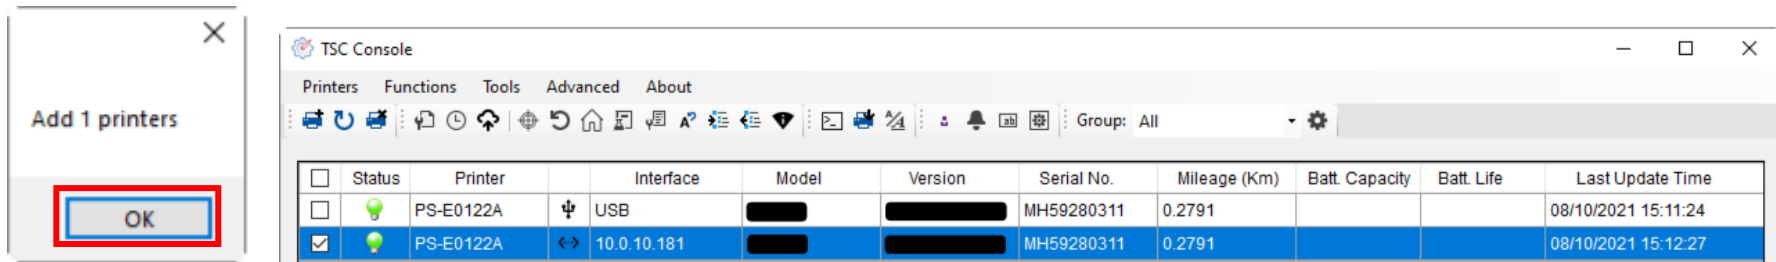 Add 1 printers
OK
TSC Console
Printers Functions Tools Advanced About
Group: All
Status Printer Interface Model Version Serial No. Mileage (Km) Batt. Capacity Batt. Life Last Update Time
PS-E0122A USB MH59280311 0.2791 08/10/2021 15:11:24
PS-E0122A 10.0.10.181 MH59280311 0.2791 08/10/2021 15:12:27